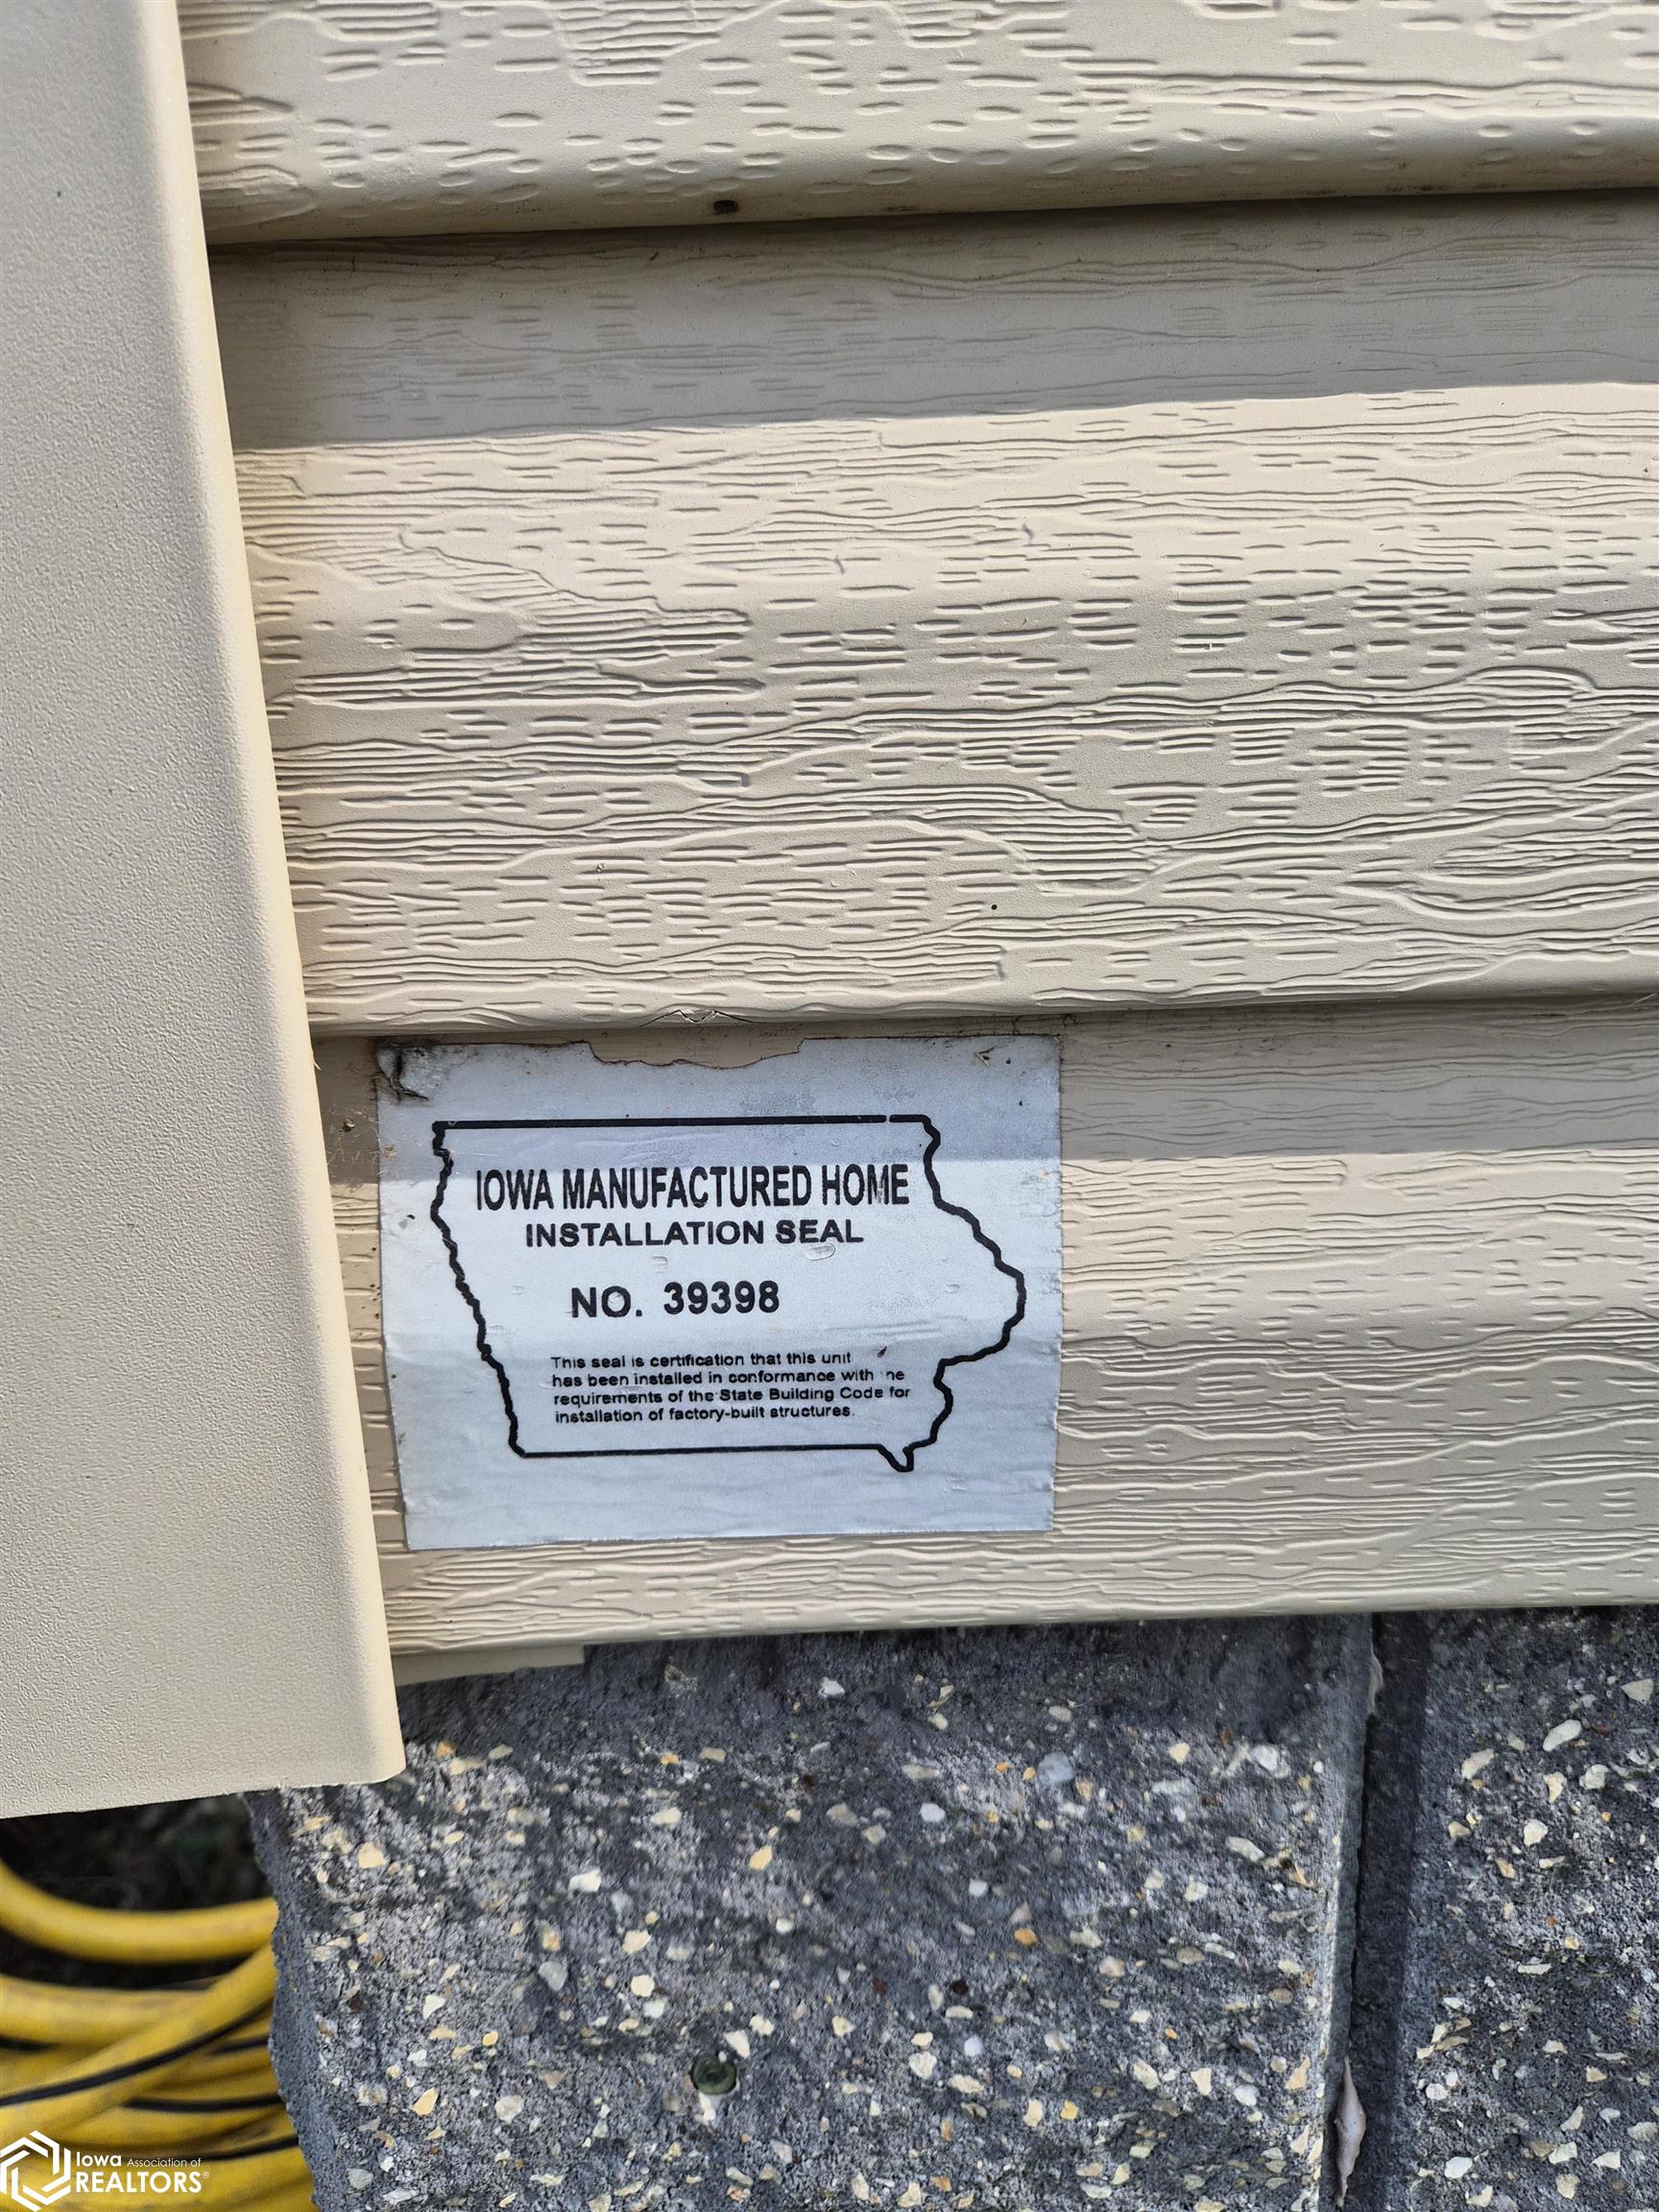 IOWA MANUFACTURED HOME
INSTALLATION SEAL
NO. 39398
This seal is certification that this unit
has been installed in conformance with he
requirements of the State Building Code for
installation of factory-built structures.
Iowa Association of
REALTORS®